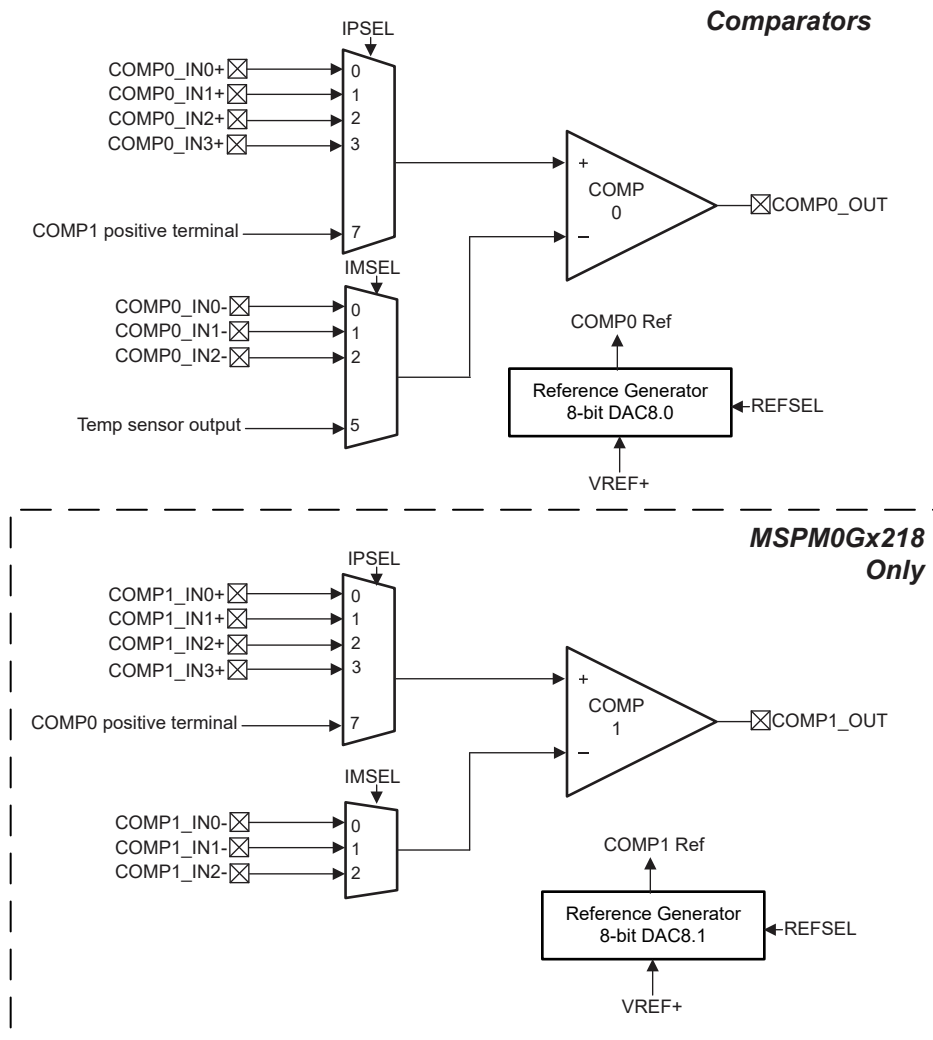 Comparators
IPSEL
COMP0_IN0+
0
COMP0_IN1+
1
COMP0_IN2+
2
COMP0_IN3+
3
COMP1 positive terminal
7
+
COMP
0
−
COMP0_OUT
IMSEL
COMP0_IN0-
0
COMP0_IN1-
1
COMP0_IN2-
2
Temp sensor output
5
COMP0 Ref
Reference Generator
8-bit DAC8.0
REFSEL
VREF+
MSPM0Gx218
Only
IPSEL
COMP1_IN0+
0
COMP1_IN1+
1
COMP1_IN2+
2
COMP1_IN3+
3
COMP0 positive terminal
7
+
COMP
1
−
COMP1_OUT
IMSEL
COMP1_IN0-
0
COMP1_IN1-
1
COMP1_IN2-
2
COMP1 Ref
Reference Generator
8-bit DAC8.1
REFSEL
VREF+